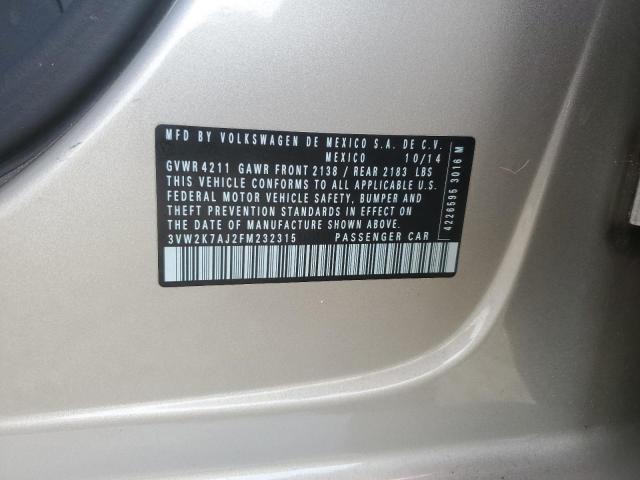 MFD BY VOLKSWAGEN DE MEXICO S.A. DE C.V.
MEXICO 10/14
GVWR 4211 GAWR FRONT 2138 / REAR 2183 LBS
THIS VEHICLE CONFORMS TO ALL APPLICABLE U.S.
FEDERAL MOTOR VEHICLE SAFETY, BUMPER AND
THEFT PREVENTION STANDARDS IN EFFECT ON THE
DATE OF MANUFACTURE SHOWN ABOVE.
3VW2K7AJ2FM232315 PASSENGER CAR
4226595 3016 M